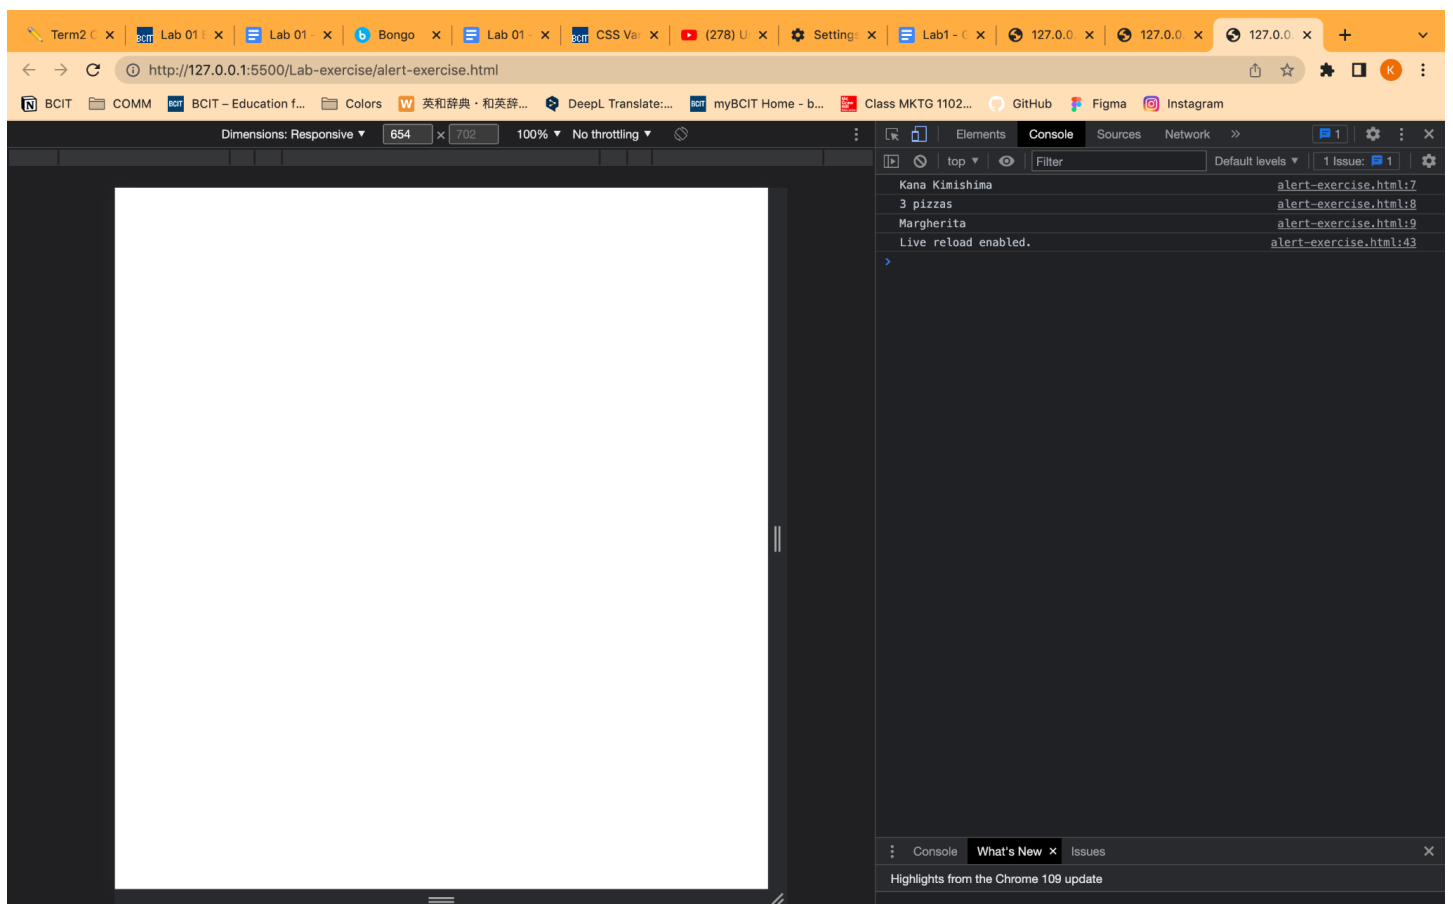 Term2 C Lab 01 E Lab 01 - Bongo Lab 01 - CSS Va (278) U Settings Lab1 - G 127.0.0. 127.0.0. 127.0.0.
http://127.0.0.1:5500/Lab-exercise/alert-exercise.html K
BCIT COMM BCIT – Education f... Colors 英和辞典・和英辞... DeepL Translate:... myBCIT Home - b... Class MKTG 1102... GitHub Figma Instagram
Dimensions: Responsive 654 × 702 100% No throttling
Elements Console Sources Network » 1
top Filter Default levels 1 Issue: 1
Kana Kimishima alert-exercise.html:7
3 pizzas alert-exercise.html:8
Margherita alert-exercise.html:9
Live reload enabled. alert-exercise.html:43
Console What's New × Issues
Highlights from the Chrome 109 update